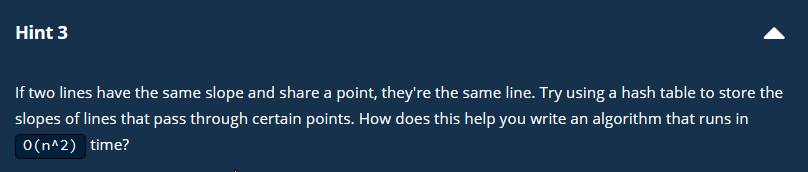 Hint 3
If two lines have the same slope and share a point, they're the same line. Try using a hash table to store the
slopes of lines that pass through certain points. How does this help you write an algorithm that runs in
O(n^2) time?